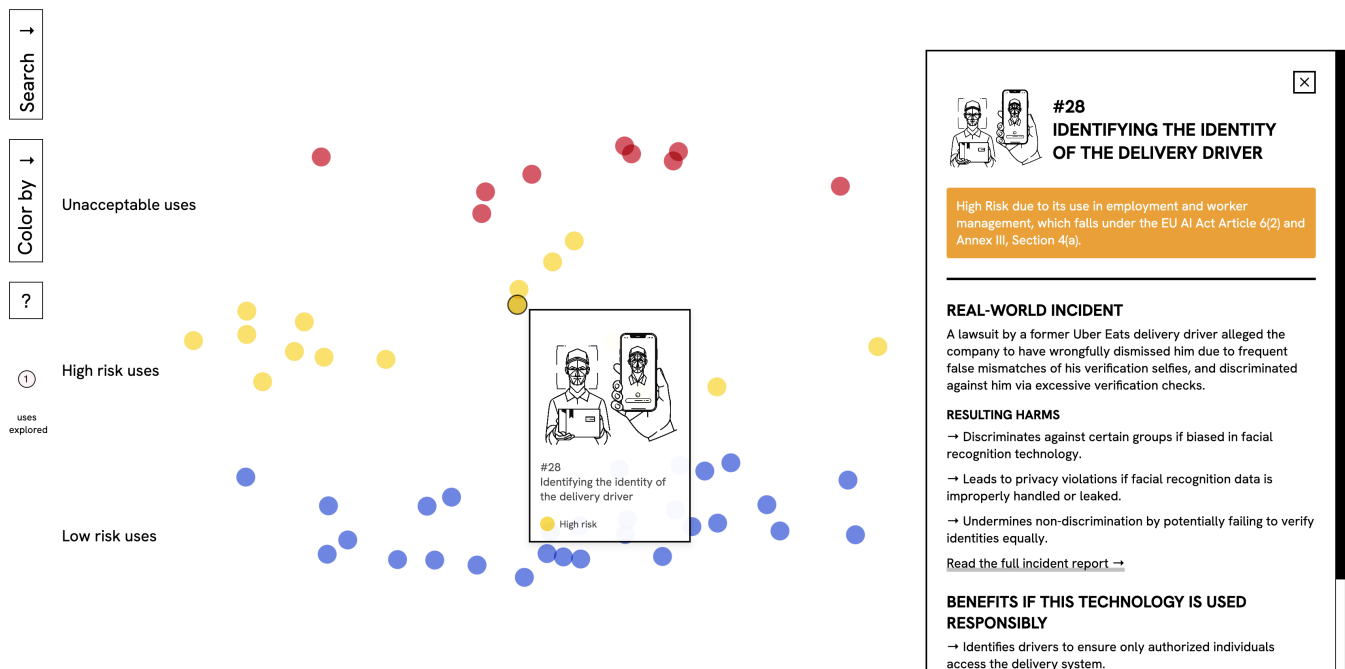 Search →
Color by →
?
1
uses
explored
Unacceptable uses
High risk uses
Low risk uses
#28
Identifying the identity of
the delivery driver
High risk
#28
IDENTIFYING THE IDENTITY
OF THE DELIVERY DRIVER
High Risk due to its use in employment and worker
management, which falls under the EU AI Act Article 6(2) and
Annex III, Section 4(a).
REAL-WORLD INCIDENT
A lawsuit by a former Uber Eats delivery driver alleged the
company to have wrongfully dismissed him due to frequent
false mismatches of his verification selfies, and discriminated
against him via excessive verification checks.
RESULTING HARMS
→ Discriminates against certain groups if biased in facial
recognition technology.
→ Leads to privacy violations if facial recognition data is
improperly handled or leaked.
→ Undermines non-discrimination by potentially failing to verify
identities equally.
Read the full incident report →
BENEFITS IF THIS TECHNOLOGY IS USED
RESPONSIBLY
→ Identifies drivers to ensure only authorized individuals
access the delivery system.